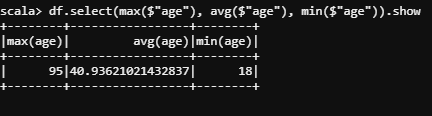 scala> df.select(max($"age"), avg($"age"), min($"age")).show
+--------+-----------------+--------+
|max(age)|         avg(age)|min(age)|
+--------+-----------------+--------+
|      95|40.93621021432837|      18|
+--------+-----------------+--------+